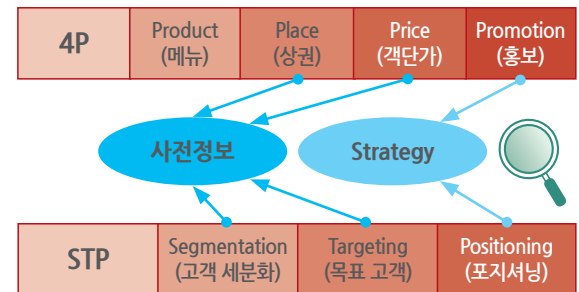 4P
Product
(메뉴)
Place
(상권)
Price
(객단가)
Promotion
(홍보)
사전정보
Strategy
STP
Segmentation
(고객 세분화)
Targeting
(목표 고객)
Positioning
(포지셔닝)